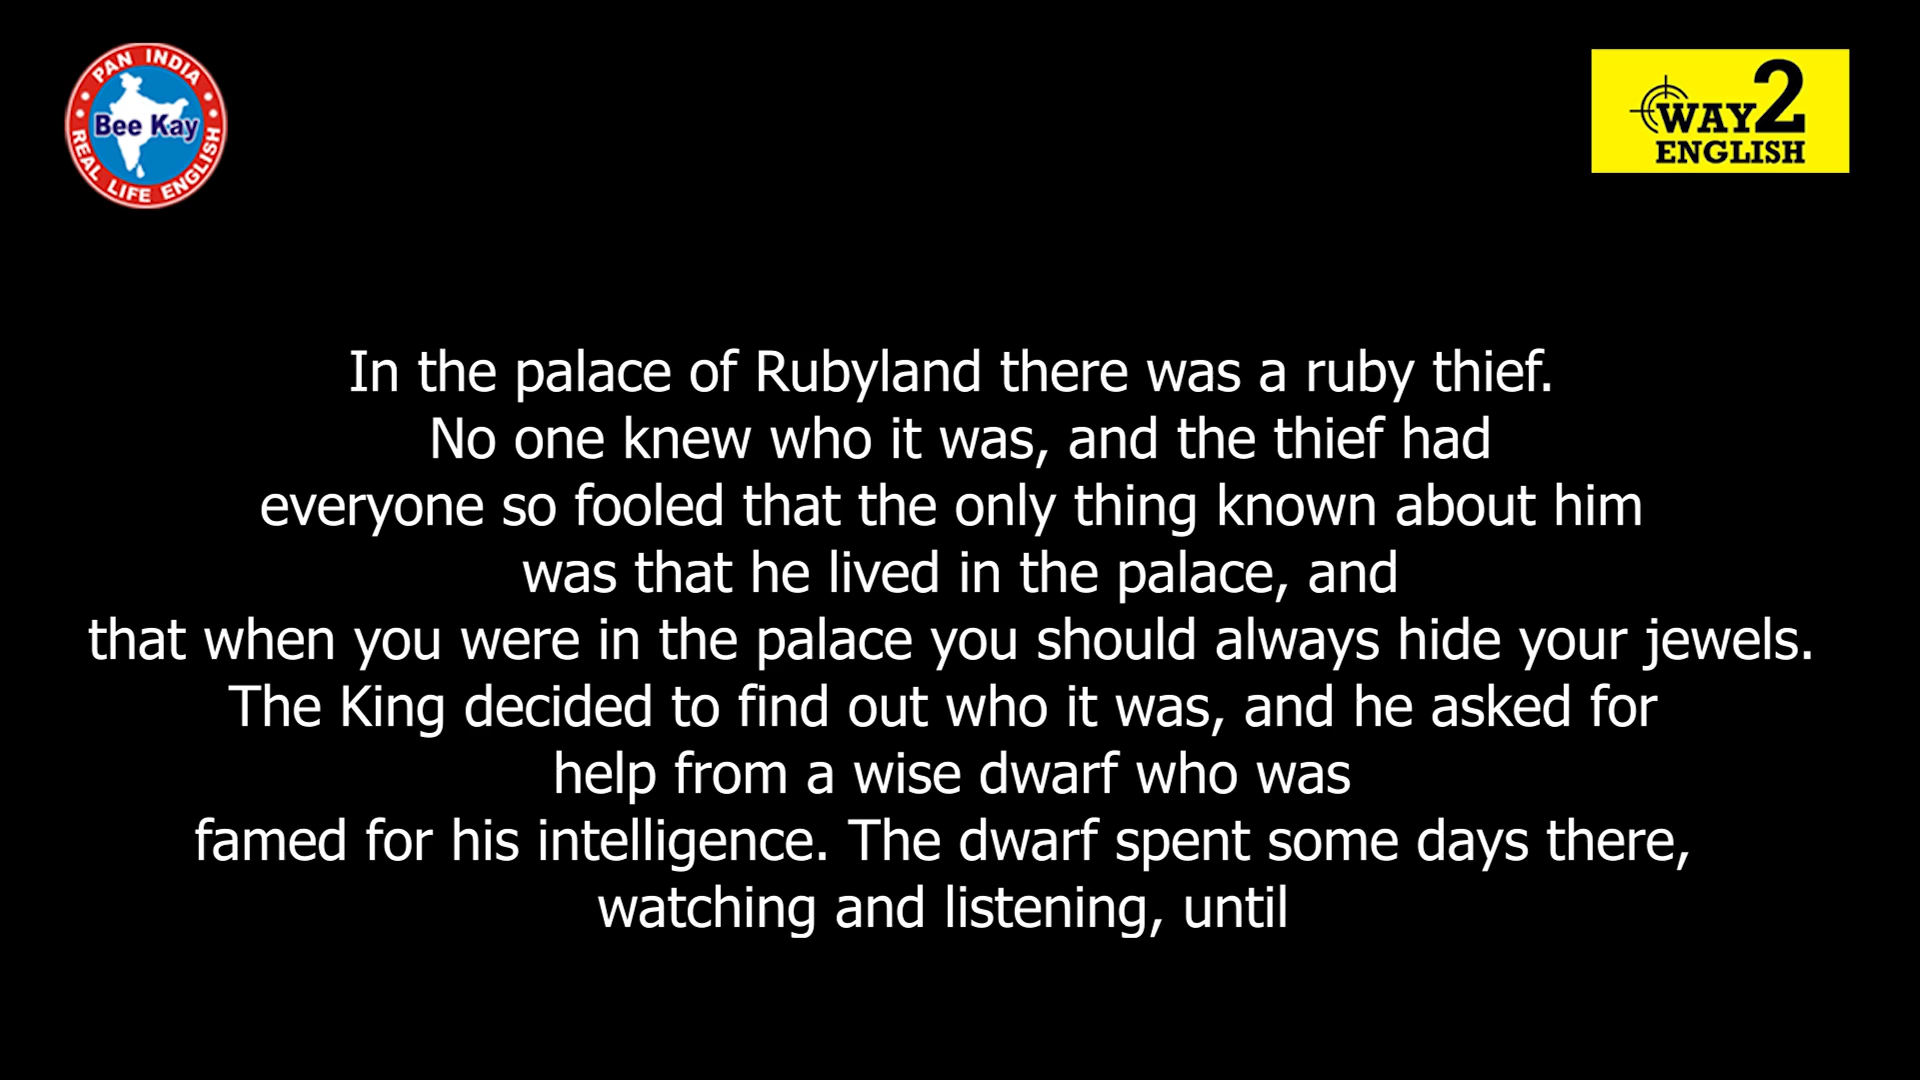 PAN INDIA
Bee Kay
REAL LIFE ENGLISH
WAY2
ENGLISH
In the palace of Rubyland there was a ruby thief.
No one knew who it was, and the thief had
everyone so fooled that the only thing known about him
was that he lived in the palace, and
that when you were in the palace you should always hide your jewels.
The King decided to find out who it was, and he asked for
help from a wise dwarf who was
famed for his intelligence. The dwarf spent some days there,
watching and listening, until